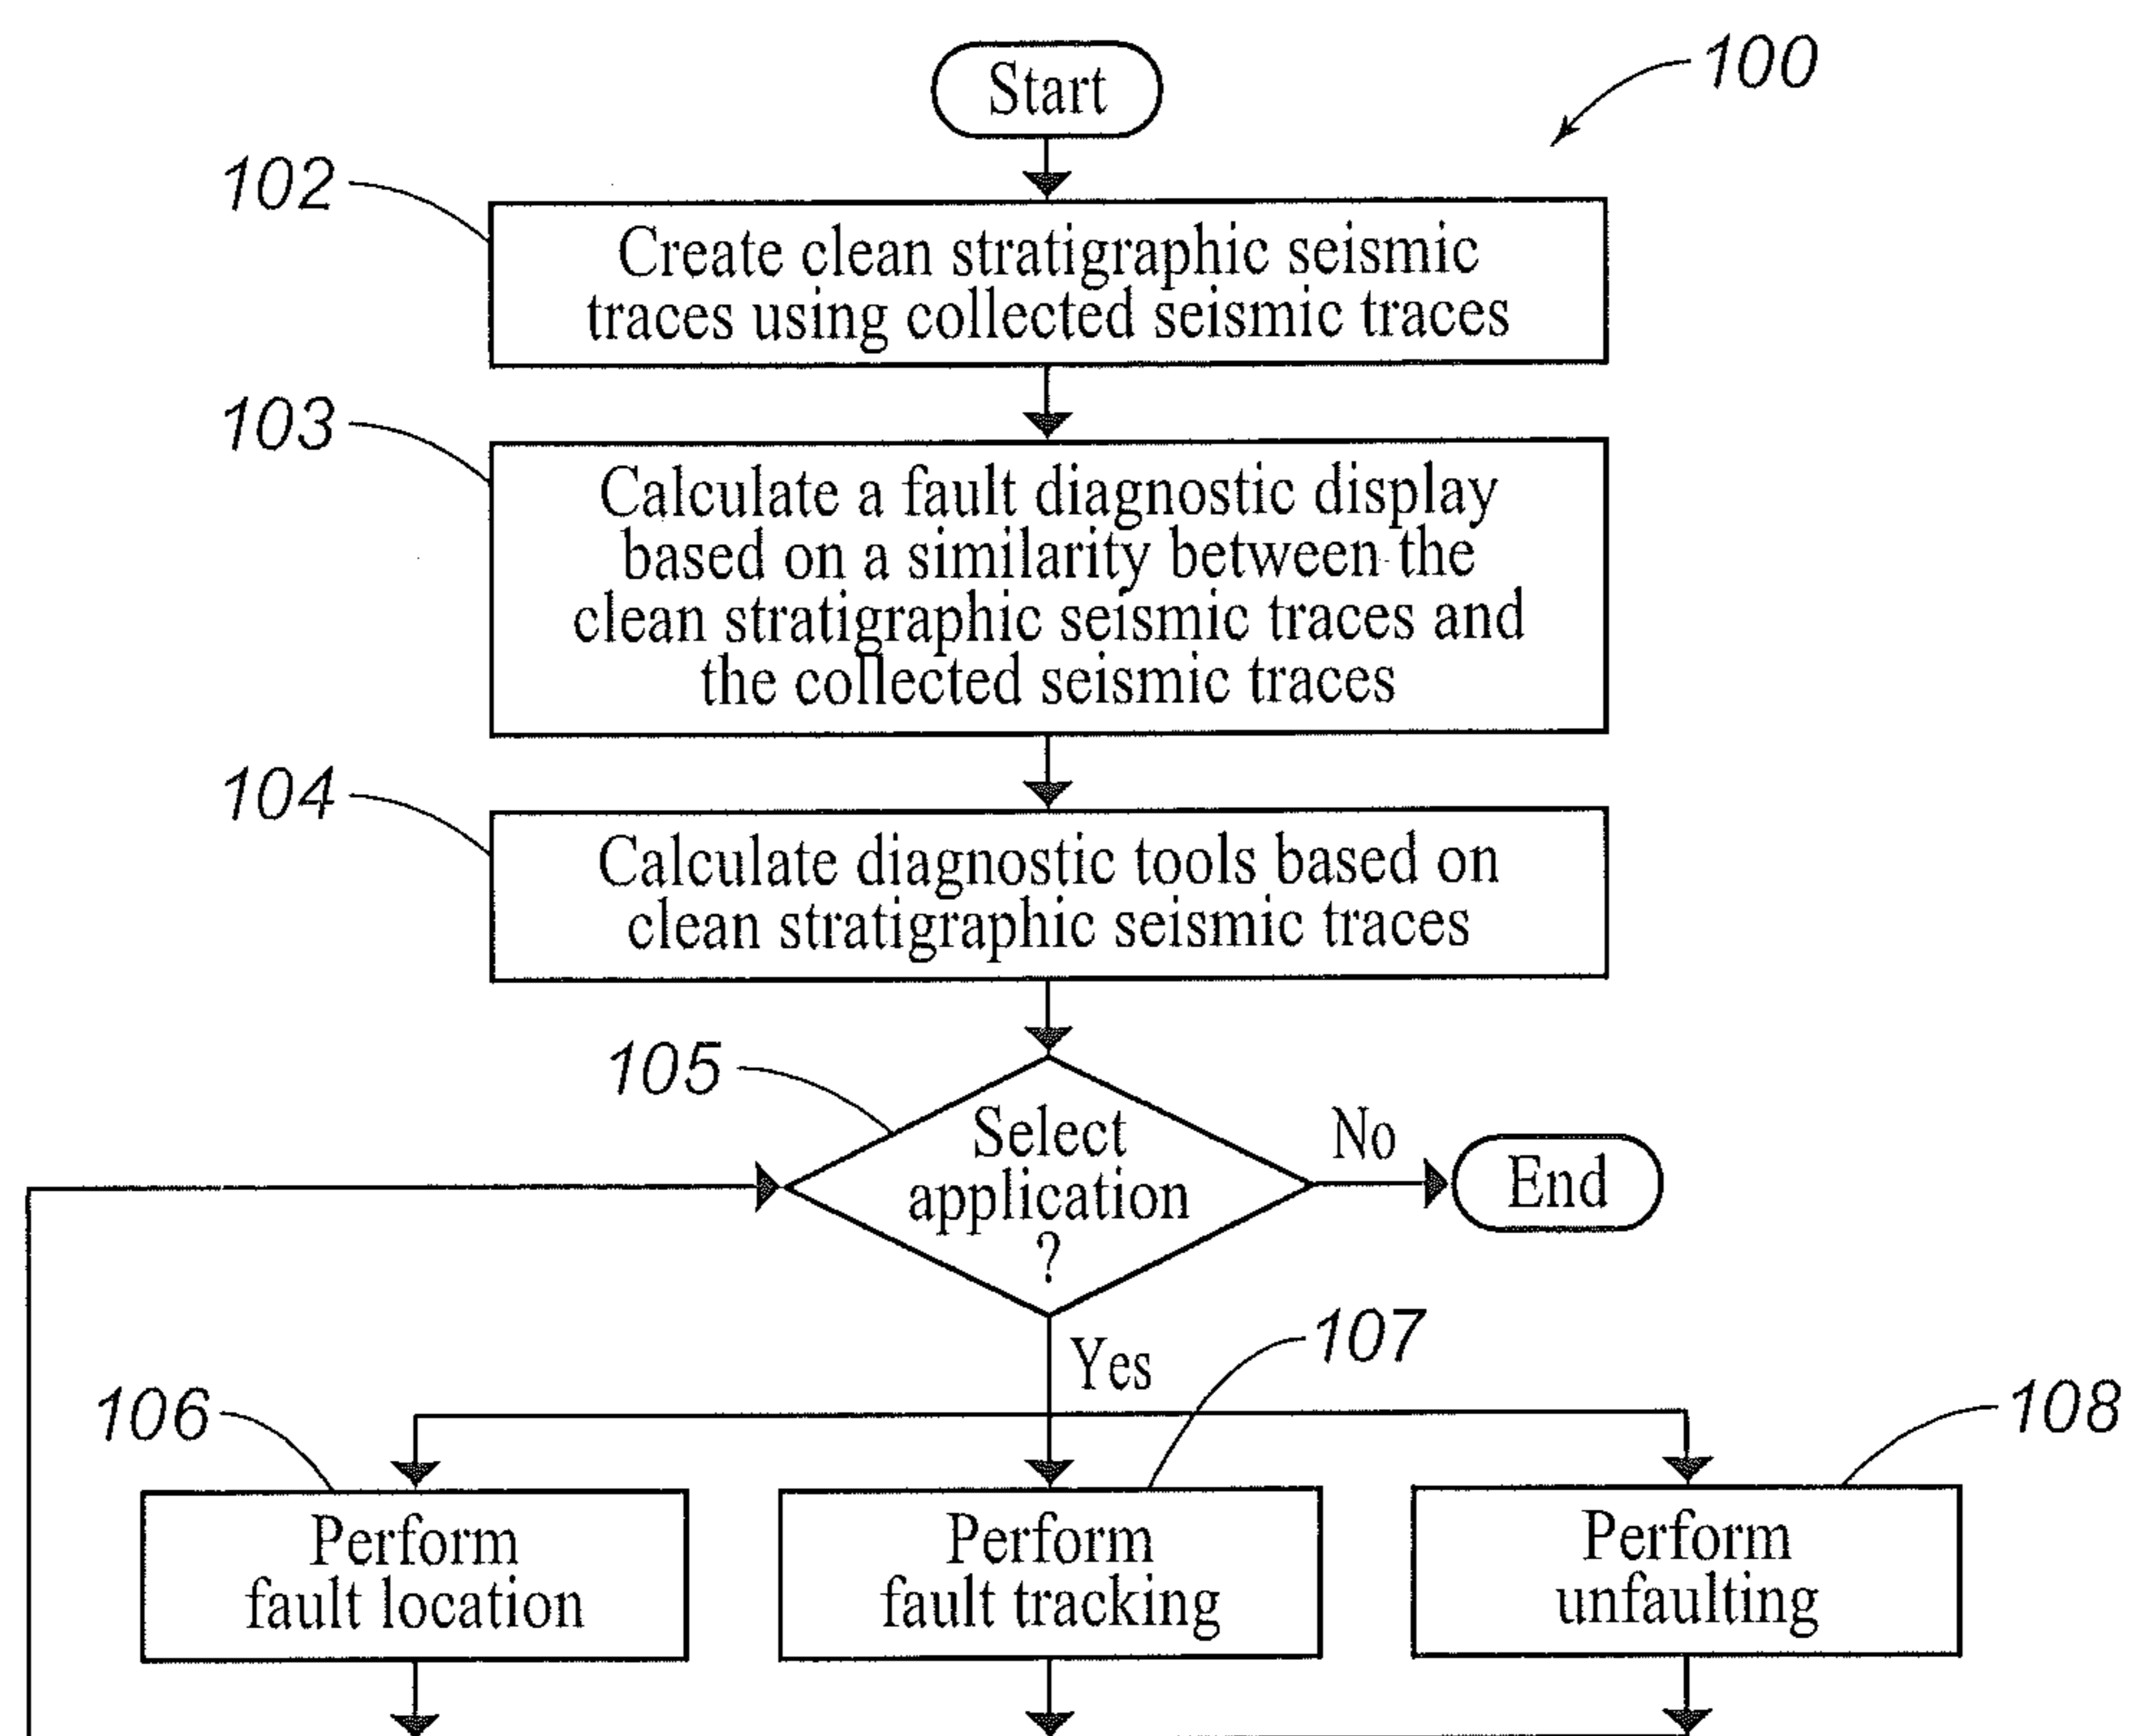 Start
100
102
Create clean stratigraphic seismic
traces using collected seismic traces
103
Calculate a fault diagnostic display
based on a similarity between the
clean stratigraphic seismic traces and
the collected seismic traces
104
Calculate diagnostic tools based on
clean stratigraphic seismic traces
105
Select
application
?
No
End
Yes
107
106
108
Perform
fault location
Perform
fault tracking
Perform
unfaulting